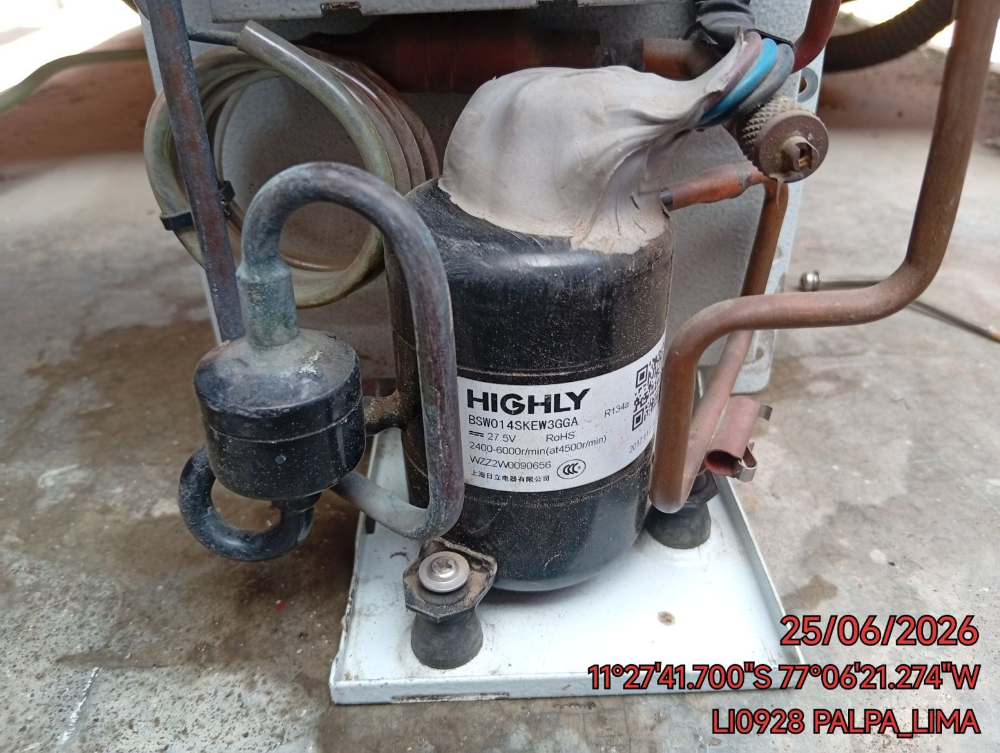 HIGHLY
BSW014SKEW3GGA
R134a
27.5V RoHS
2400-6000r/min(at4500r/min)
WZZ2W0090656
CCC S
上海日立电器有限公司
25/06/2026
11°27'41.700"S 77°06'21.274"W
LI0928 PALPA_LIMA